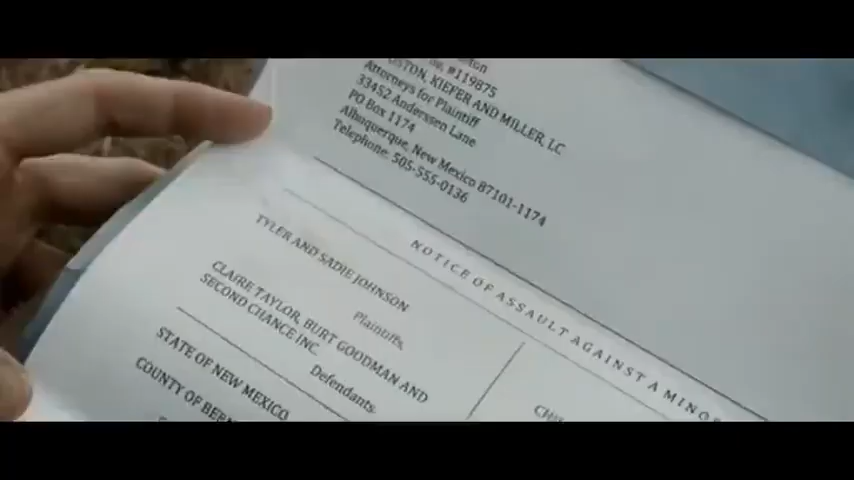 #119875
KIEFER AND MILLER, LC
Attorneys for Plaintiff
33452 Anderssen Lane
PO Box 1174
Albuquerque, New Mexico 87101-1174
Telephone: 505-555-0136
NOTICE OF ASSAULT AGAINST A MINOR
TYLER AND SADIE JOHNSON
Plaintiffs,
CLAIRE TAYLOR, BURT GOODMAN AND
SECOND CHANCE INC.
Defendants.
STATE OF NEW MEXICO
COUNTY OF